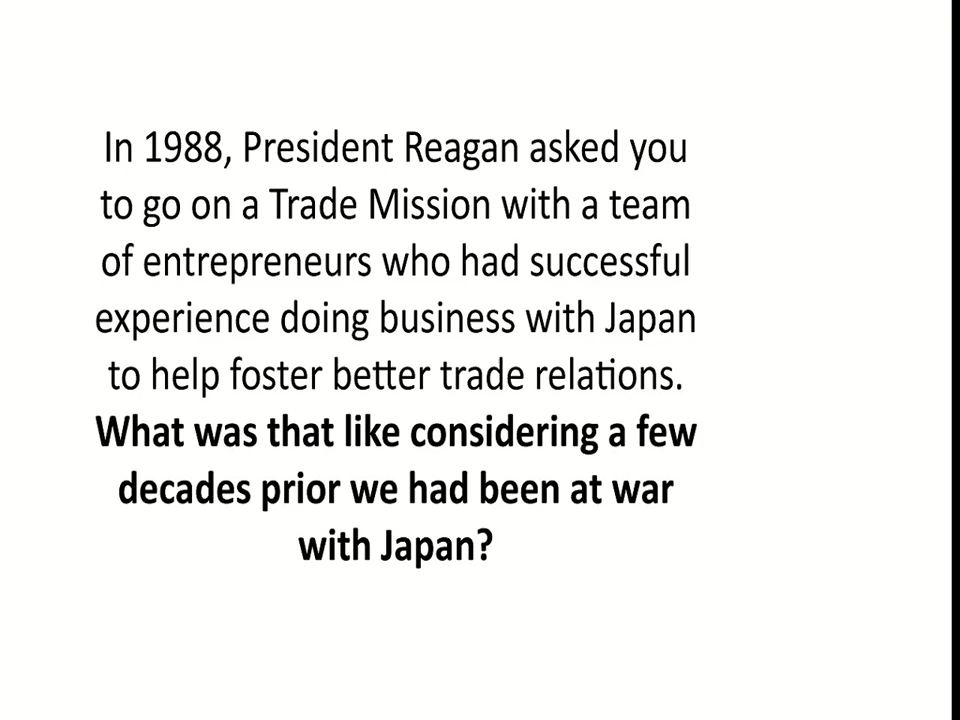 In 1988, President Reagan asked you
to go on a Trade Mission with a team
of entrepreneurs who had successful
experience doing business with Japan
to help foster better trade relations.
What was that like considering a few
decades prior we had been at war
with Japan?